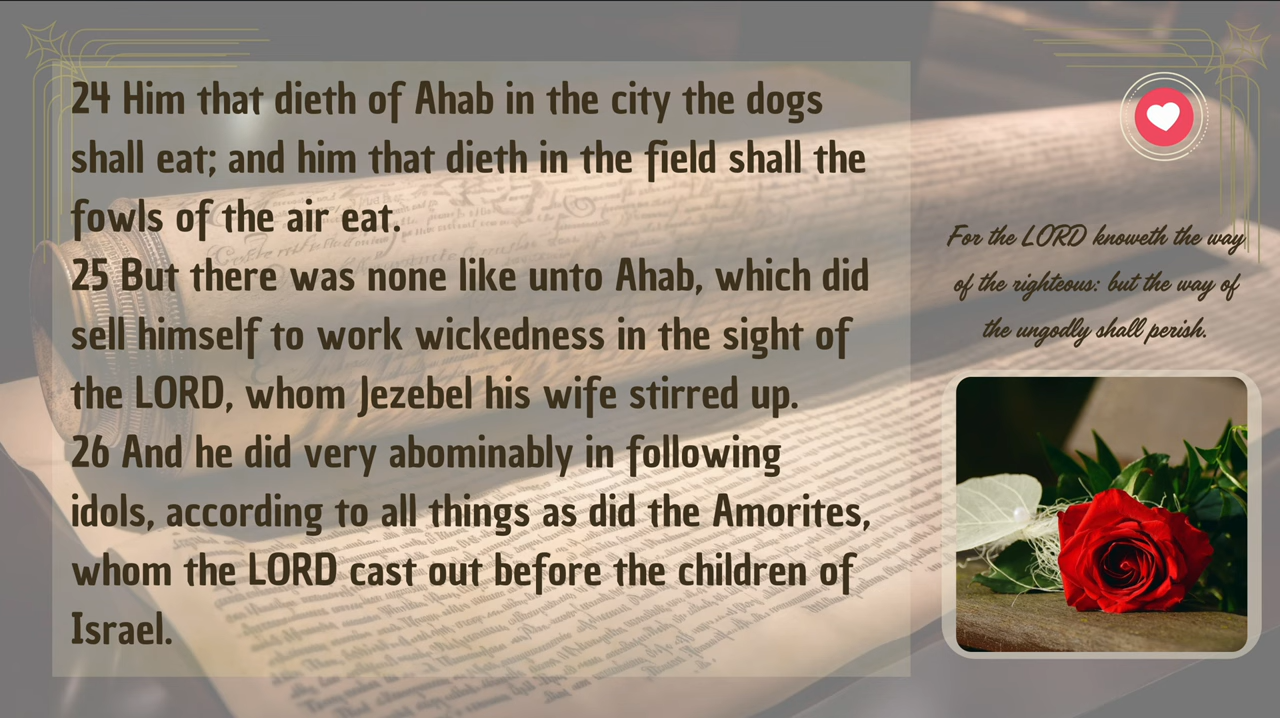 24 Him that dieth of Ahab in the city the dogs
shall eat; and him that dieth in the field shall the
fowls of the air eat.
25 But there was none like unto Ahab, which did
sell himself to work wickedness in the sight of
the LORD, whom Jezebel his wife stirred up.
26 And he did very abominably in following
idols, according to all things as did the Amorites,
whom the LORD cast out before the children of
Israel.
For the LORD knoweth the way
of the righteous: but the way of
the ungodly shall perish.